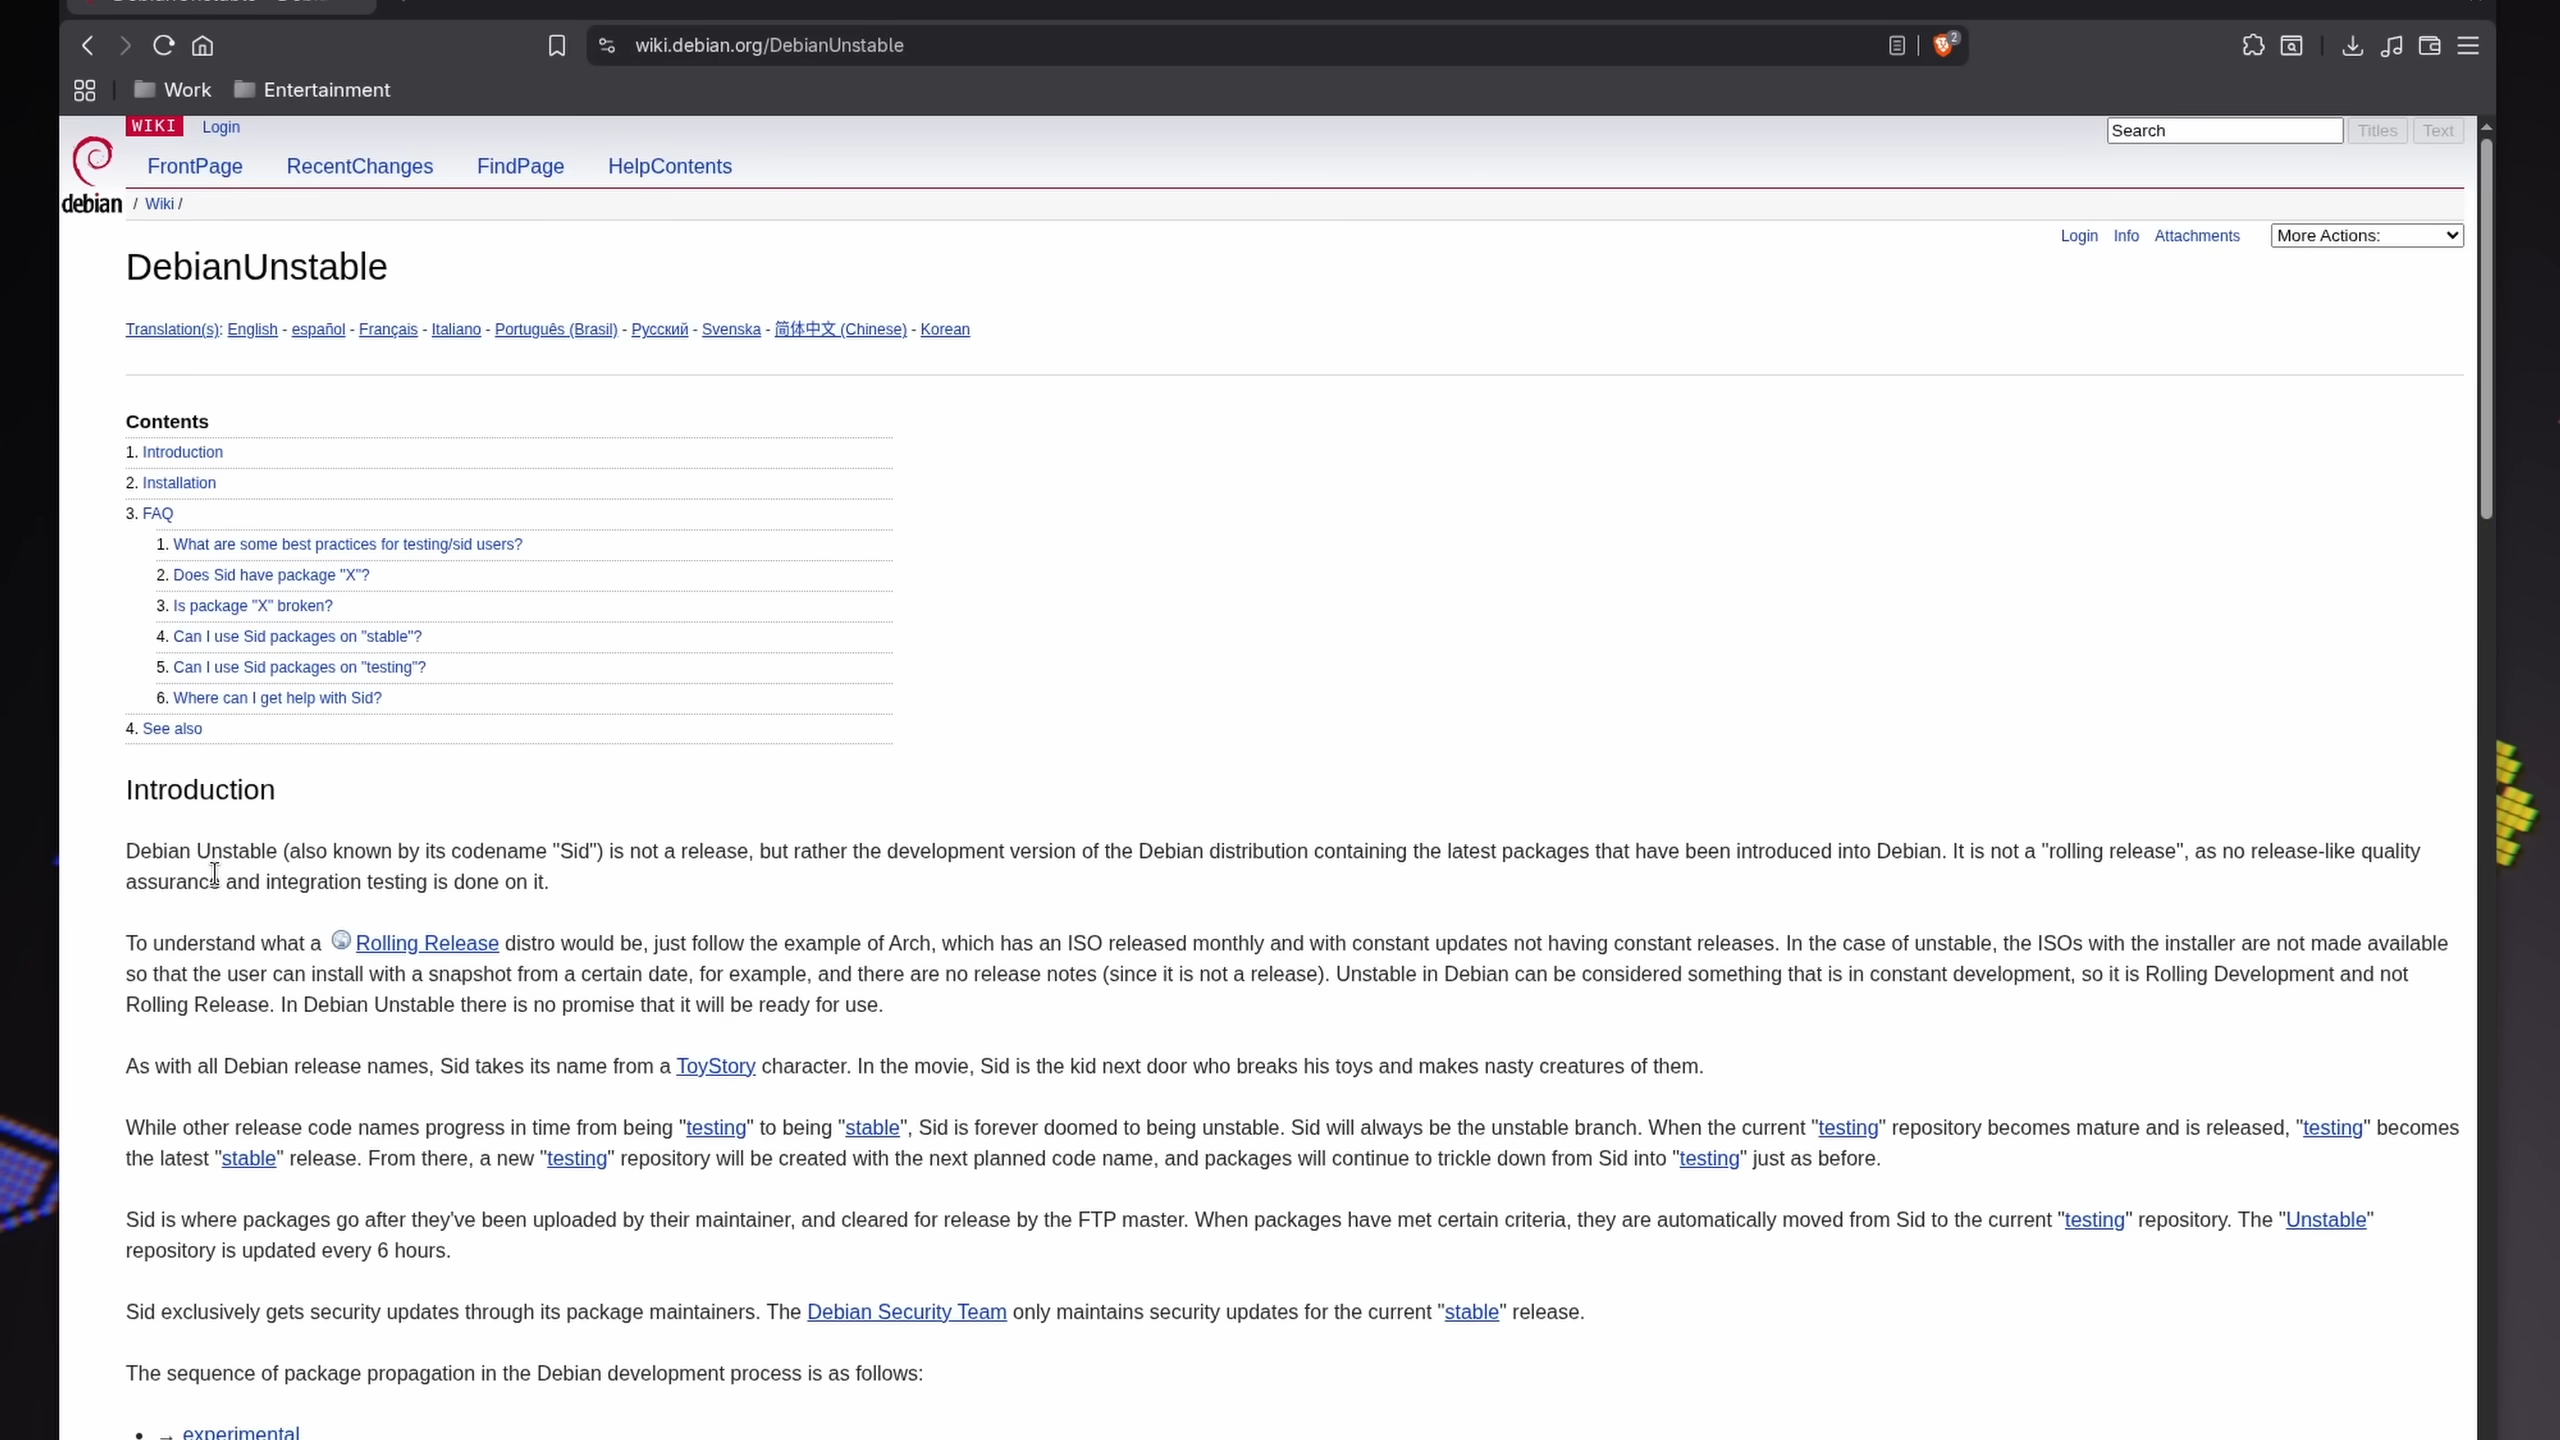 wiki.debian.org/DebianUnstable
2
Work Entertainment
WIKI Login
Search Titles Text
FrontPage RecentChanges FindPage HelpContents
debian / Wiki /
Login Info Attachments More Actions:
DebianUnstable
Translation(s): English - español - Français - Italiano - Português (Brasil) - Русский - Svenska - 简体中文 (Chinese) - Korean
Contents
1. Introduction
2. Installation
3. FAQ
1. What are some best practices for testing/sid users?
2. Does Sid have package "X"?
3. Is package "X" broken?
4. Can I use Sid packages on "stable"?
5. Can I use Sid packages on "testing"?
6. Where can I get help with Sid?
4. See also
Introduction
Debian Unstable (also known by its codename "Sid") is not a release, but rather the development version of the Debian distribution containing the latest packages that have been introduced into Debian. It is not a "rolling release", as no release-like quality
assurance and integration testing is done on it.
To understand what a Rolling Release distro would be, just follow the example of Arch, which has an ISO released monthly and with constant updates not having constant releases. In the case of unstable, the ISOs with the installer are not made available
so that the user can install with a snapshot from a certain date, for example, and there are no release notes (since it is not a release). Unstable in Debian can be considered something that is in constant development, so it is Rolling Development and not
Rolling Release. In Debian Unstable there is no promise that it will be ready for use.
As with all Debian release names, Sid takes its name from a ToyStory character. In the movie, Sid is the kid next door who breaks his toys and makes nasty creatures of them.
While other release code names progress in time from being "testing" to being "stable", Sid is forever doomed to being unstable. Sid will always be the unstable branch. When the current "testing" repository becomes mature and is released, "testing" becomes
the latest "stable" release. From there, a new "testing" repository will be created with the next planned code name, and packages will continue to trickle down from Sid into "testing" just as before.
Sid is where packages go after they've been uploaded by their maintainer, and cleared for release by the FTP master. When packages have met certain criteria, they are automatically moved from Sid to the current "testing" repository. The "Unstable"
repository is updated every 6 hours.
Sid exclusively gets security updates through its package maintainers. The Debian Security Team only maintains security updates for the current "stable" release.
The sequence of package propagation in the Debian development process is as follows:
• → experimental